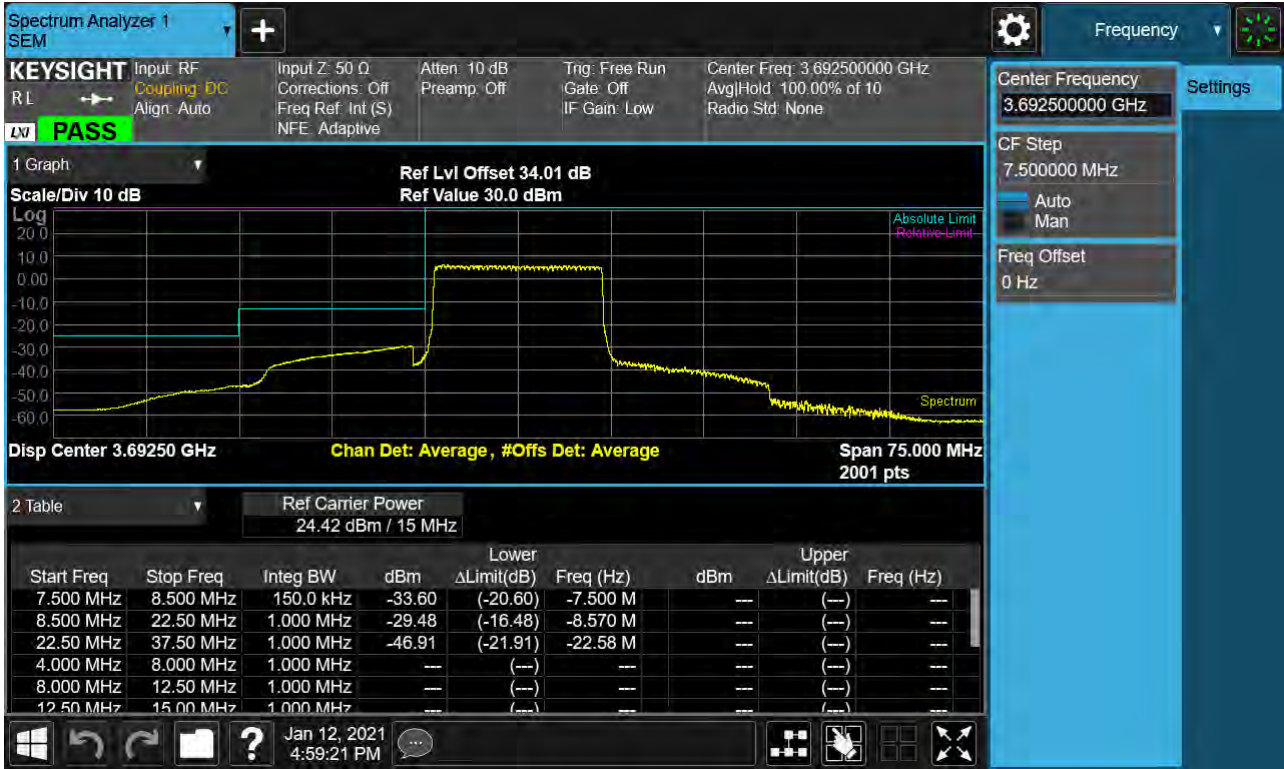 Spectrum Analyzer 1
SEM
+
Frequency
KEYSIGHT
R L
LXI PASS
Input: RF
Coupling: DC
Align: Auto
Input Z: 50 Ω
Corrections: Off
Freq Ref: Int (S)
NFE: Adaptive
Atten: 10 dB
Preamp: Off
Trig: Free Run
Gate: Off
IF Gain: Low
Center Freq: 3.692500000 GHz
Avg|Hold: 100.00% of 10
Radio Std: None
Center Frequency
3.692500000 GHz
Settings
CF Step
7.500000 MHz
Auto
Man
Freq Offset
0 Hz
1 Graph
Scale/Div 10 dB
Ref Lvl Offset 34.01 dB
Ref Value 30.0 dBm
Log
20.0
10.0
0.00
-10.0
-20.0
-30.0
-40.0
-50.0
-60.0
Absolute Limit
Relative Limit
Spectrum
Disp Center 3.69250 GHz
Chan Det: Average, #Offs Det: Average
Span 75.000 MHz
2001 pts
2 Table
Ref Carrier Power
24.42 dBm / 15 MHz
Lower Upper
Start Freq Stop Freq Integ BW dBm ΔLimit(dB) Freq (Hz) dBm ΔLimit(dB) Freq (Hz)
7.500 MHz 8.500 MHz 150.0 kHz -33.60 (-20.60) -7.500 M --- (---) ---
8.500 MHz 22.50 MHz 1.000 MHz -29.48 (-16.48) -8.570 M --- (---) ---
22.50 MHz 37.50 MHz 1.000 MHz -46.91 (-21.91) -22.58 M --- (---) ---
4.000 MHz 8.000 MHz 1.000 MHz --- (---) --- --- (---) ---
8.000 MHz 12.50 MHz 1.000 MHz --- (---) --- --- (---) ---
12.50 MHz 15.00 MHz 1.000 MHz --- (---) --- --- (---) ---
?
Jan 12, 2021
4:59:21 PM